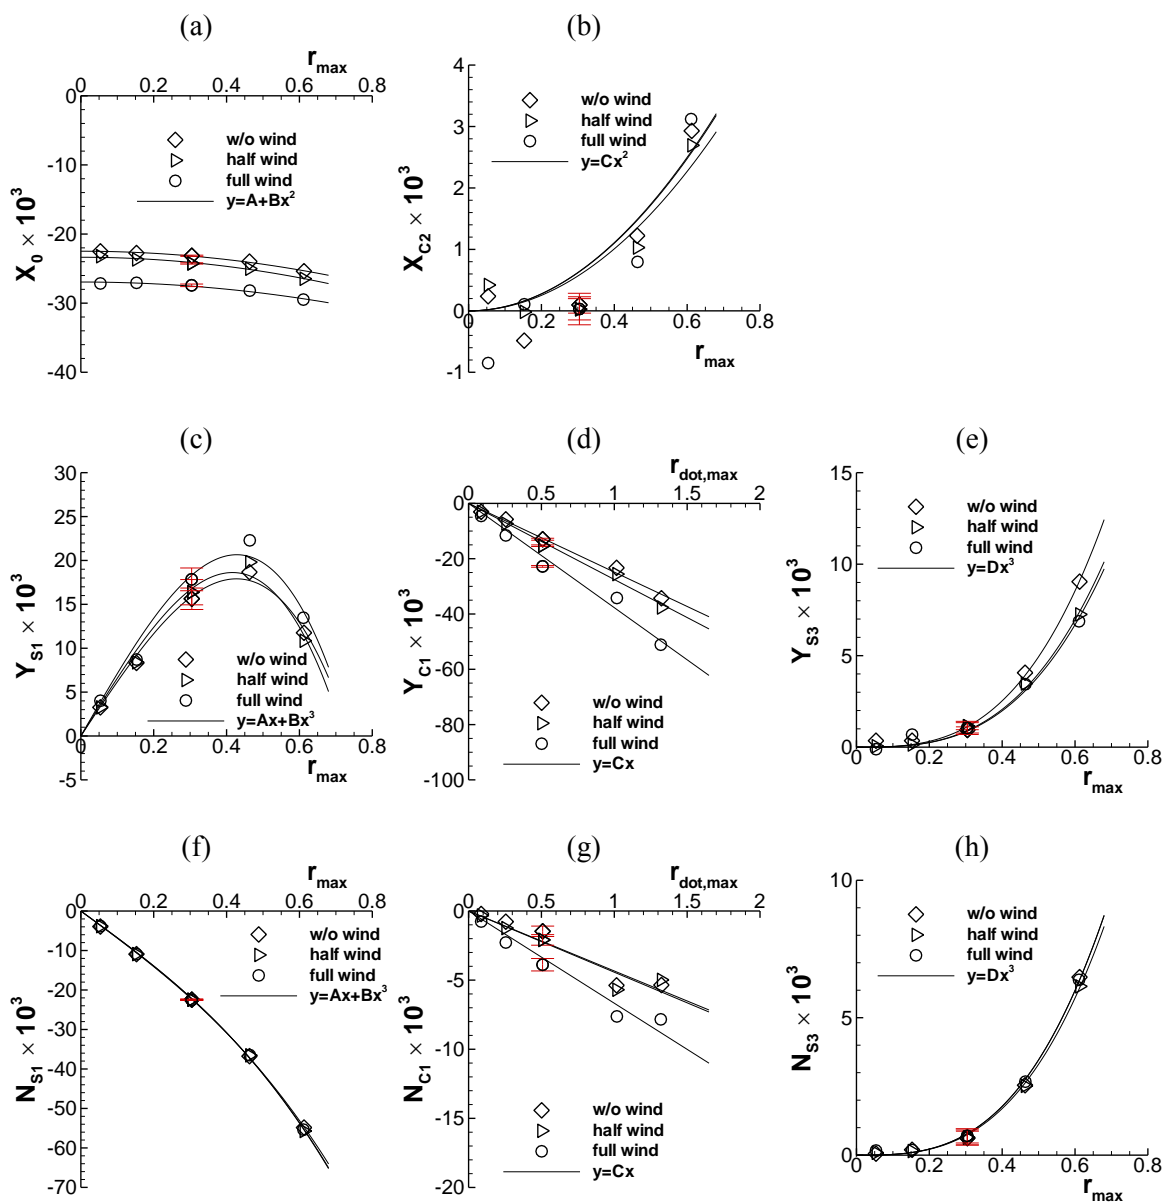 (a)
r_max
0 0.2 0.4 0.6 0.8
0
-10
-20
-30
-40
X_0 × 10^3
w/o wind
half wind
full wind
y=A+Bx^2
(b)
4
3
2
1
0
-1
X_C2 × 10^3
w/o wind
half wind
full wind
y=Cx^2
0.2 0.4 0.6 0.8
r_max
(c)
30
25
20
15
10
5
0
-5
Y_S1 × 10^3
w/o wind
half wind
full wind
y=Ax+Bx^3
0.2 0.4 0.6 0.8
r_max
(d)
r_dot,max
0 0.5 1 1.5 2
0
-20
-40
-60
-80
-100
Y_C1 × 10^3
w/o wind
half wind
full wind
y=Cx
(e)
15
10
5
0
Y_S3 × 10^3
w/o wind
half wind
full wind
y=Dx^3
0.2 0.4 0.6 0.8
r_max
(f)
r_max
0 0.2 0.4 0.6 0.8
0
-10
-20
-30
-40
-50
-60
-70
N_S1 × 10^3
w/o wind
half wind
full wind
y=Ax+Bx^3
(g)
r_dot,max
0 0.5 1 1.5 2
0
-5
-10
-15
-20
N_C1 × 10^3
w/o wind
half wind
full wind
y=Cx
(h)
10
5
0
N_S3 × 10^3
w/o wind
half wind
full wind
y=Dx^3
0.2 0.4 0.6 0.8
r_max